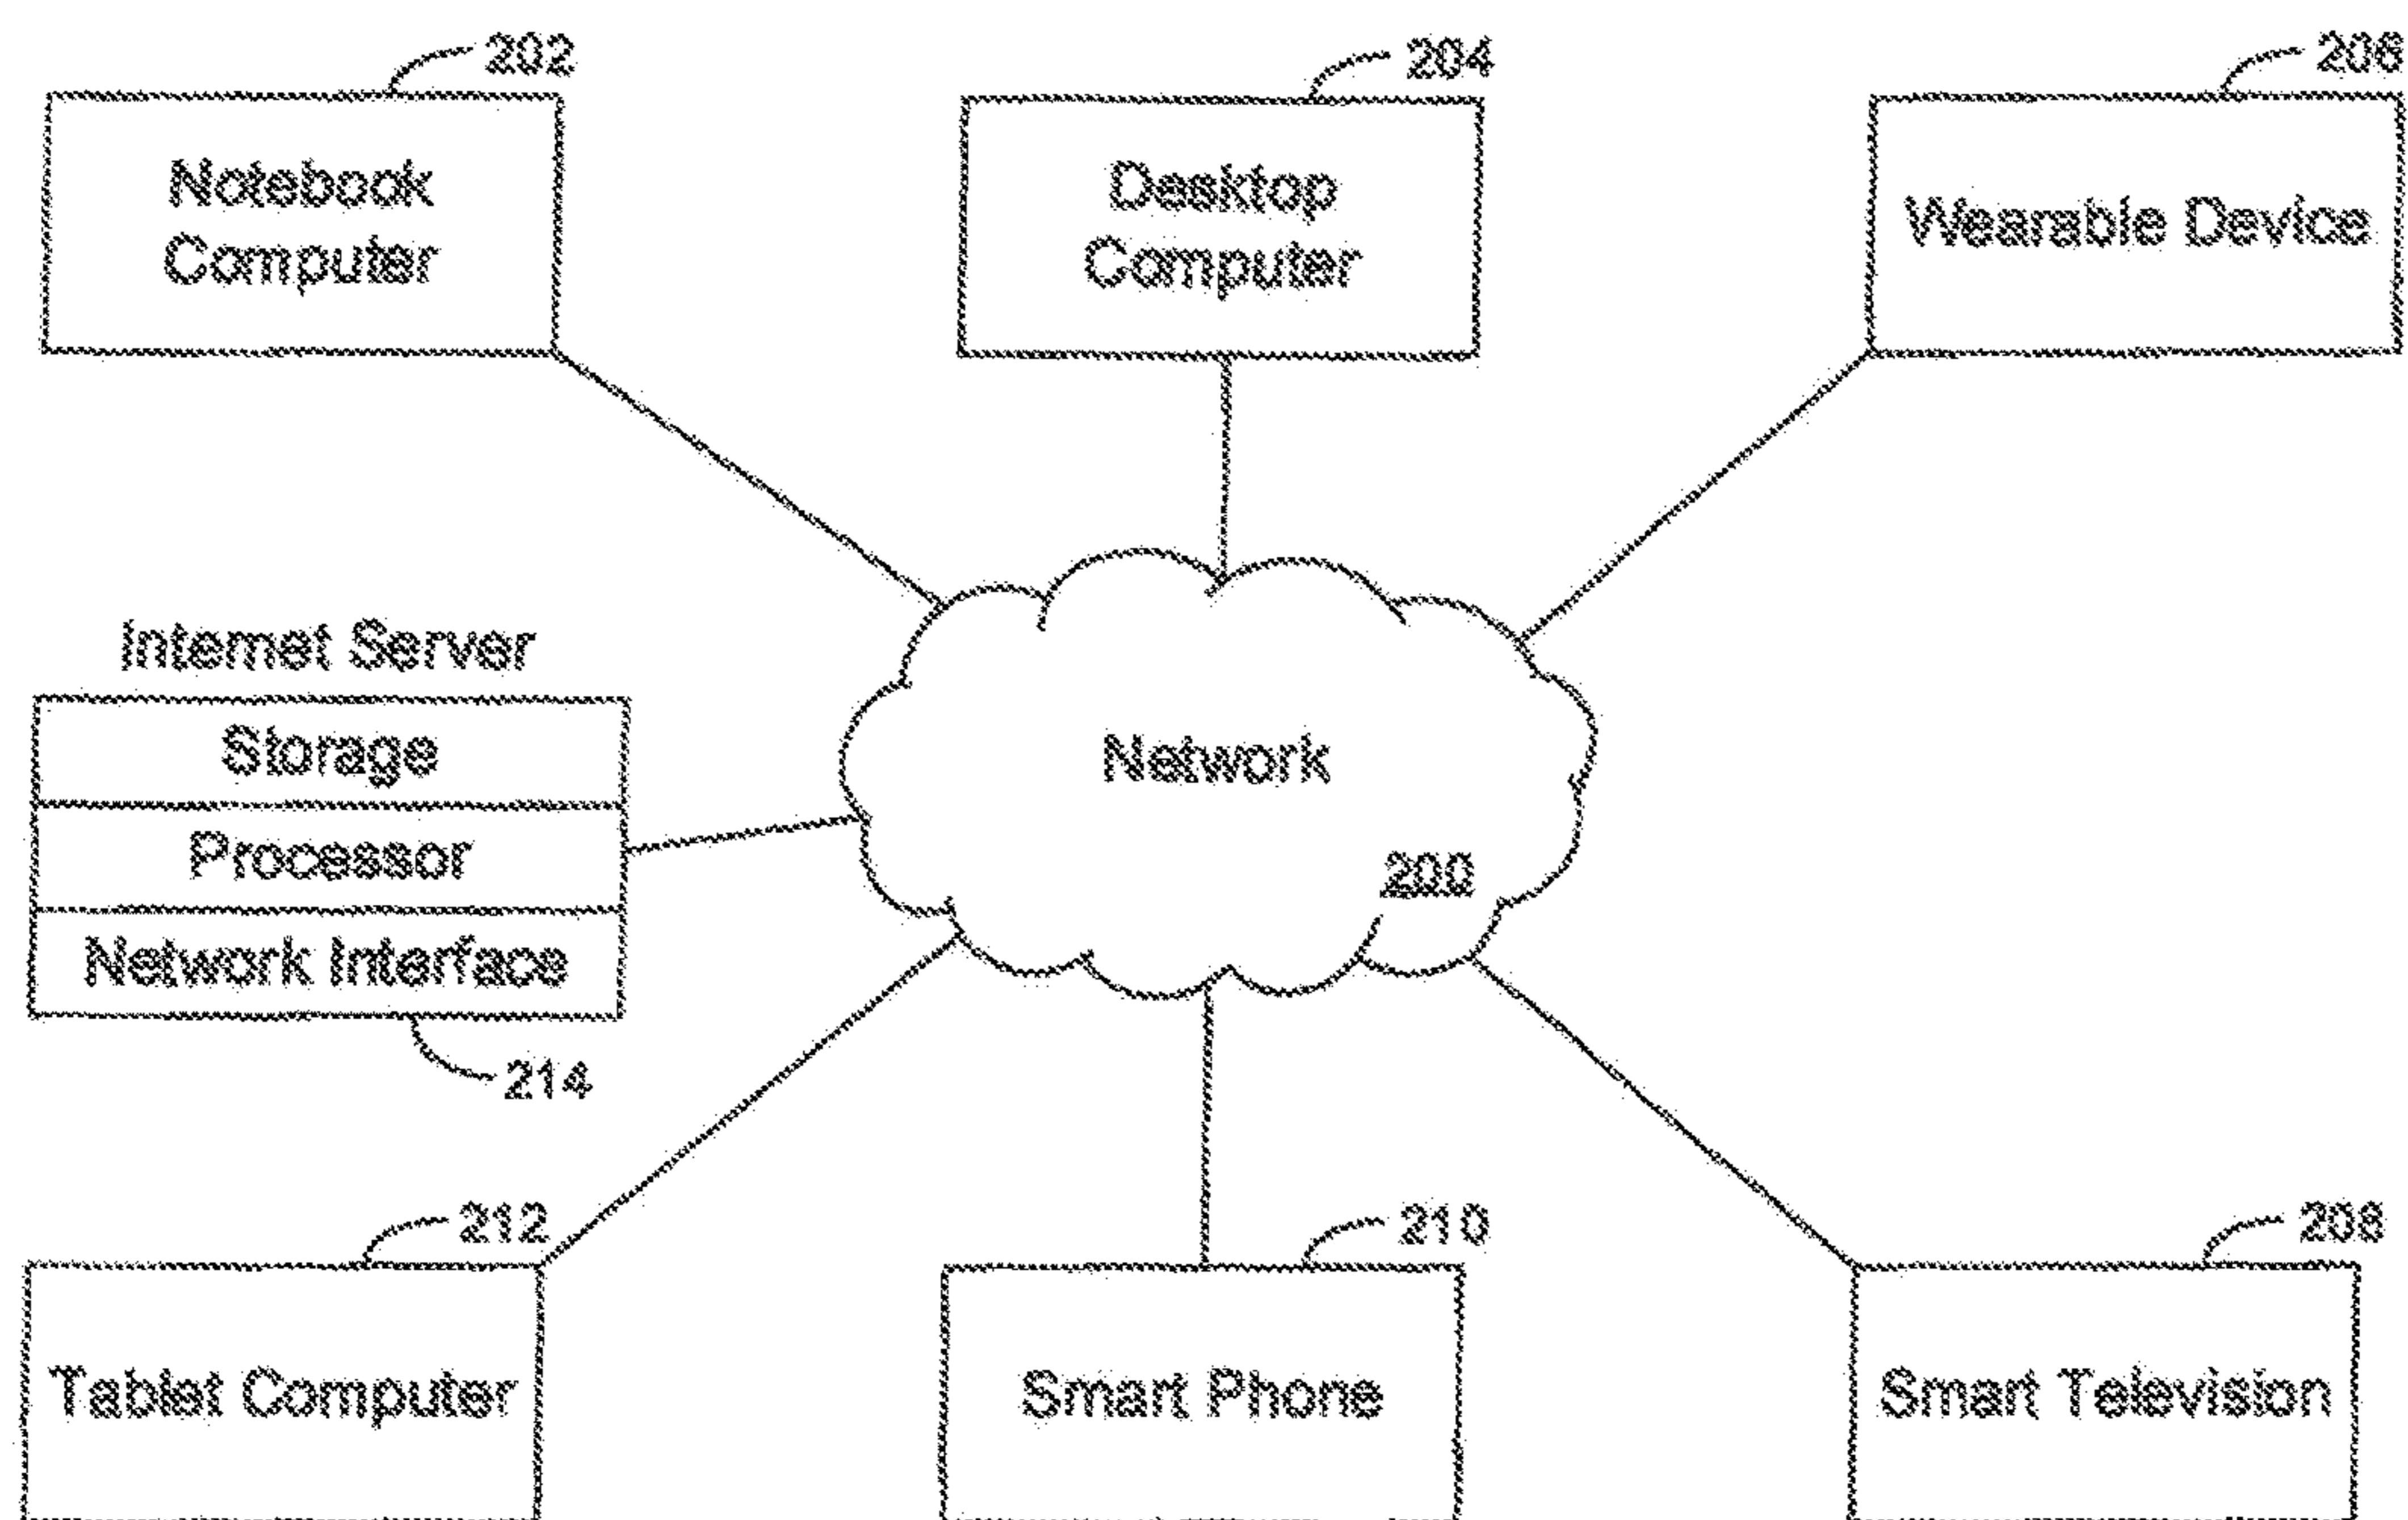 202
204
206
Notebook
Computer
Desktop
Computer
Wearable Device
Internet Server
Storage
Processor
Network Interface
214
Network
200
212
210
208
Tablet Computer
Smart Phone
Smart Television